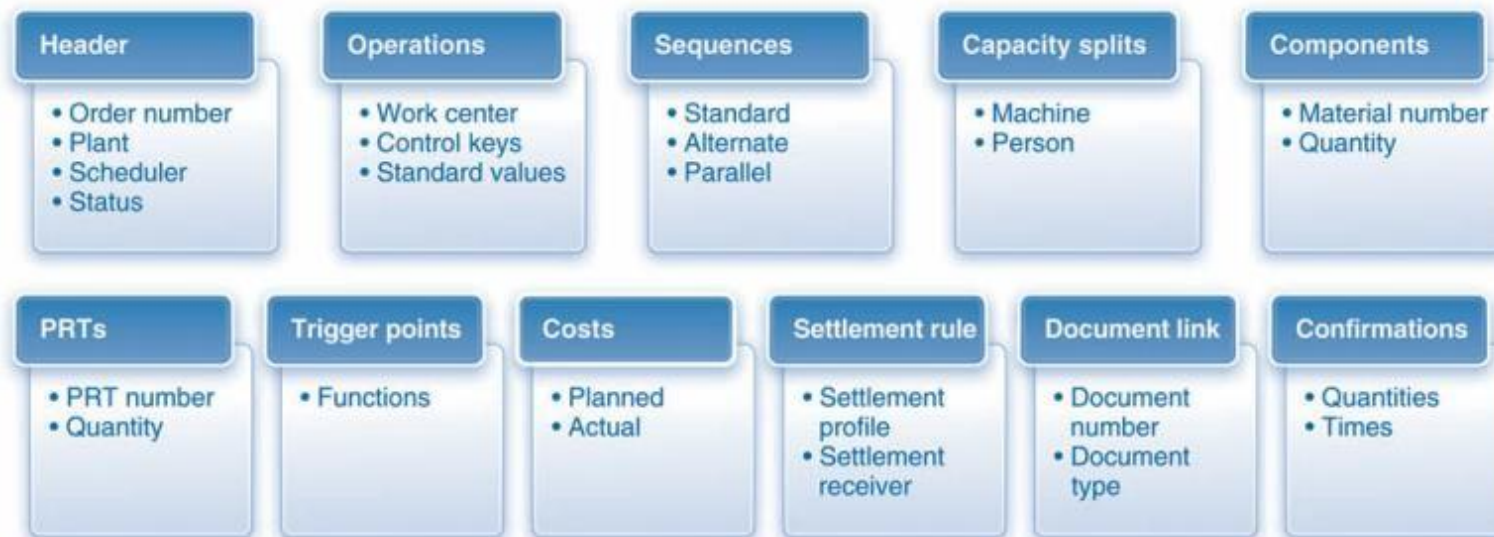 Header
• Order number
• Plant
• Scheduler
• Status
Operations
• Work center
• Control keys
• Standard values
Sequences
• Standard
• Alternate
• Parallel
Capacity splits
• Machine
• Person
Components
• Material number
• Quantity
PRTs
• PRT number
• Quantity
Trigger points
• Functions
Costs
• Planned
• Actual
Settlement rule
• Settlement
profile
• Settlement
receiver
Document link
• Document
number
• Document
type
Confirmations
• Quantities
• Times